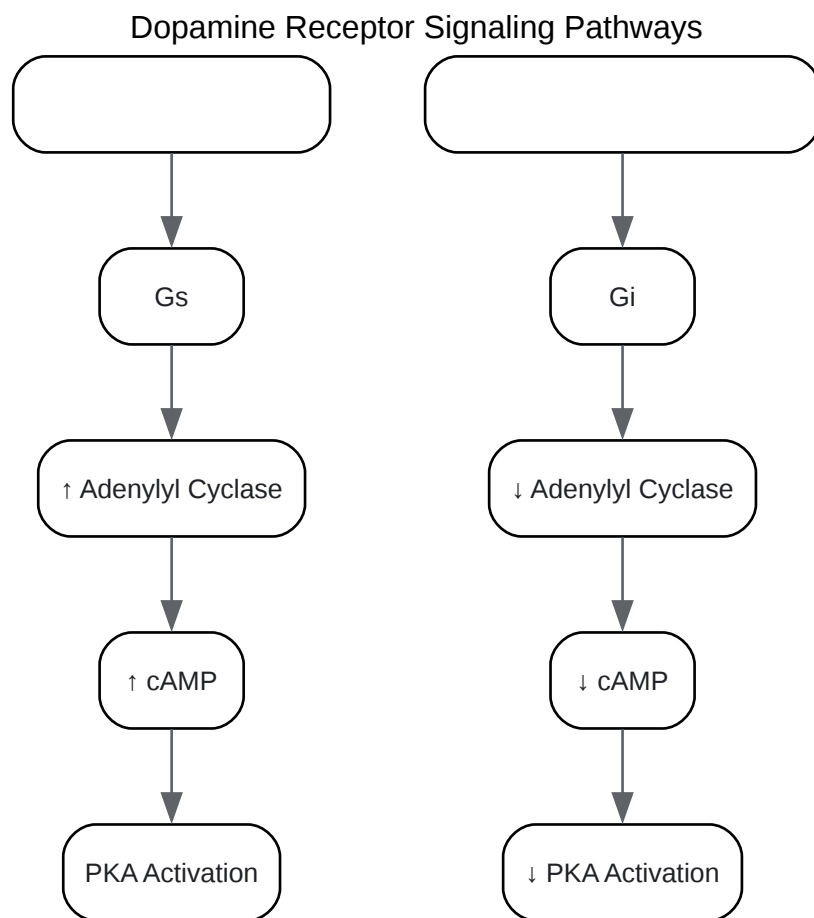 Dopamine Receptor Signaling Pathways
Gs
Gi
↑ Adenylyl Cyclase
↓ Adenylyl Cyclase
↑ cAMP
↓ cAMP
PKA Activation
↓ PKA Activation